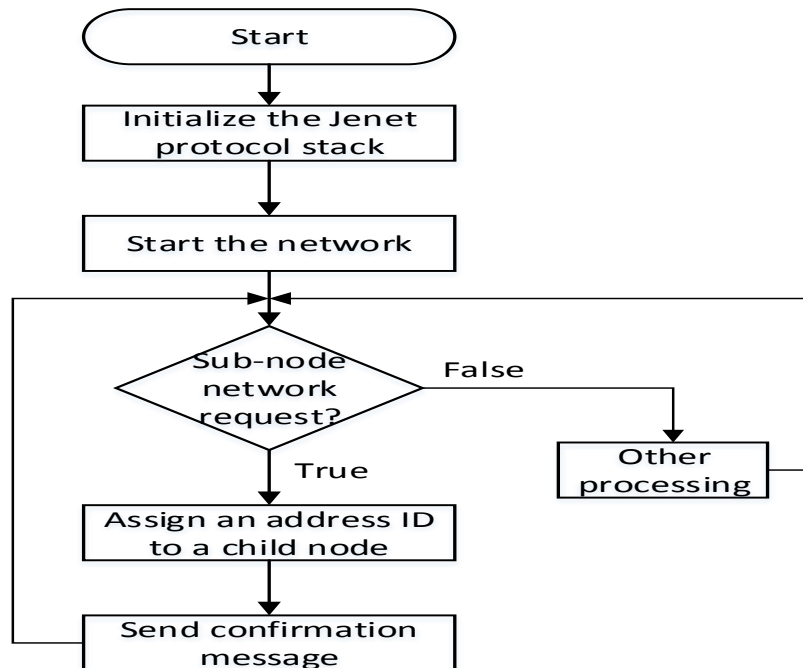 Start
Initialize the Jenet
protocol stack
Start the network
Sub-node
network
request?
False
True
Other
processing
Assign an address ID
to a child node
Send confirmation
message